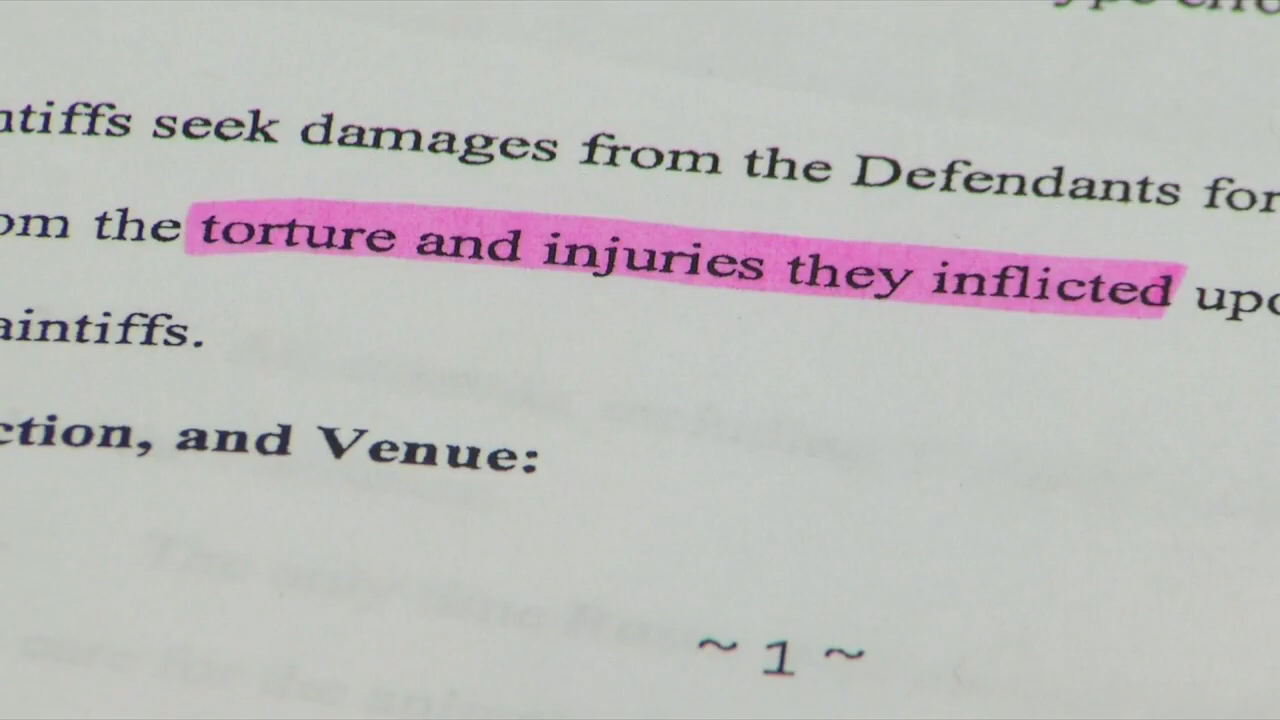 ntiffs seek damages from the Defendants for
om the torture and injuries they inflicted upo
aintiffs.
ction, and Venue:
~ 1 ~